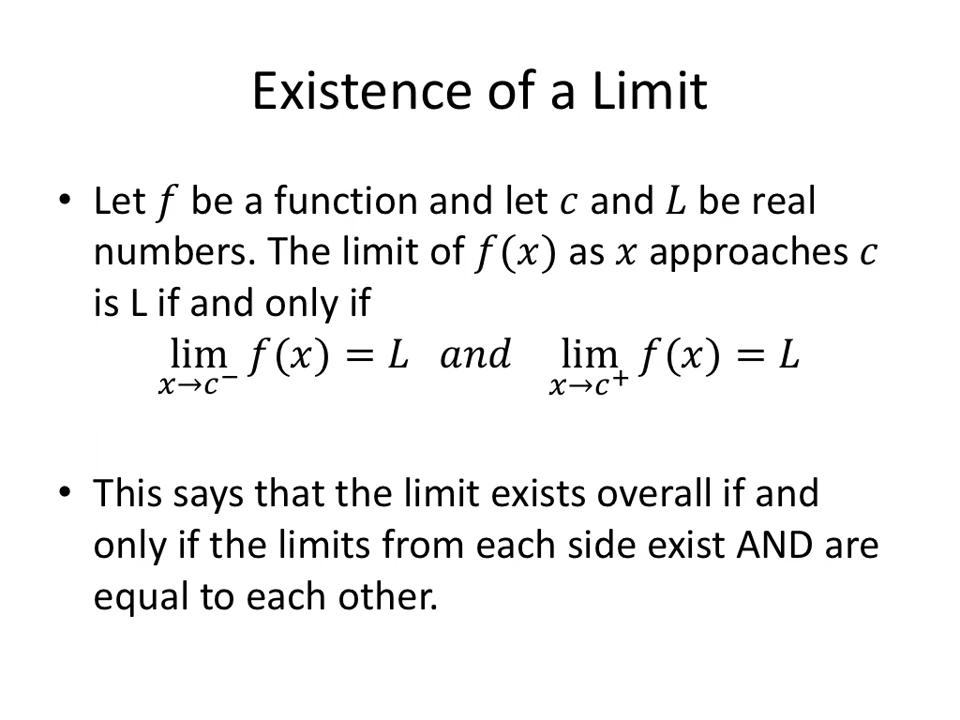 Existence of a Limit
• Let 𝑓 be a function and let 𝑐 and 𝐿 be real
numbers. The limit of 𝑓(𝑥) as 𝑥 approaches 𝑐
is L if and only if
lim 𝑓(𝑥) = 𝐿 𝑎𝑛𝑑 lim 𝑓(𝑥) = 𝐿
𝑥→𝑐⁻ 𝑥→𝑐⁺
• This says that the limit exists overall if and
only if the limits from each side exist AND are
equal to each other.